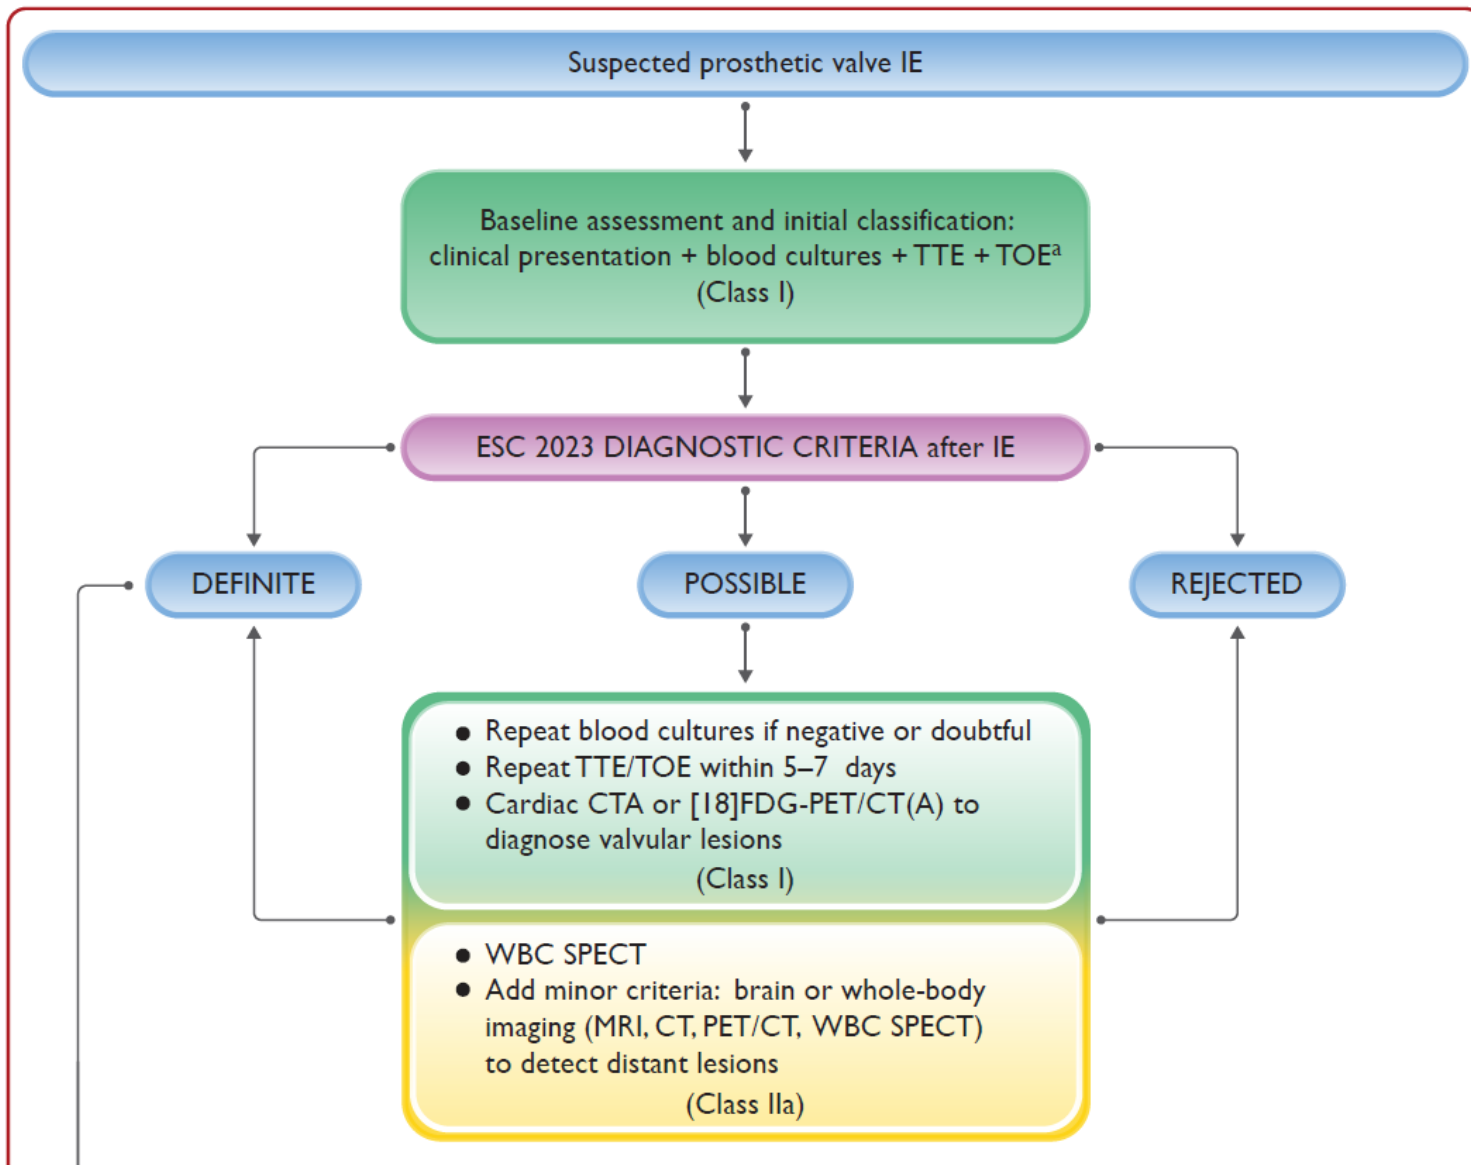 Suspected prosthetic valve IE
Baseline assessment and initial classification:
clinical presentation + blood cultures + TTE + TOEᵃ
(Class I)
ESC 2023 DIAGNOSTIC CRITERIA after IE
DEFINITE
POSSIBLE
REJECTED
● Repeat blood cultures if negative or doubtful
● Repeat TTE/TOE within 5–7 days
● Cardiac CTA or [18]FDG-PET/CT(A) to
diagnose valvular lesions
(Class I)
● WBC SPECT
● Add minor criteria: brain or whole-body
imaging (MRI, CT, PET/CT, WBC SPECT)
to detect distant lesions
(Class IIa)